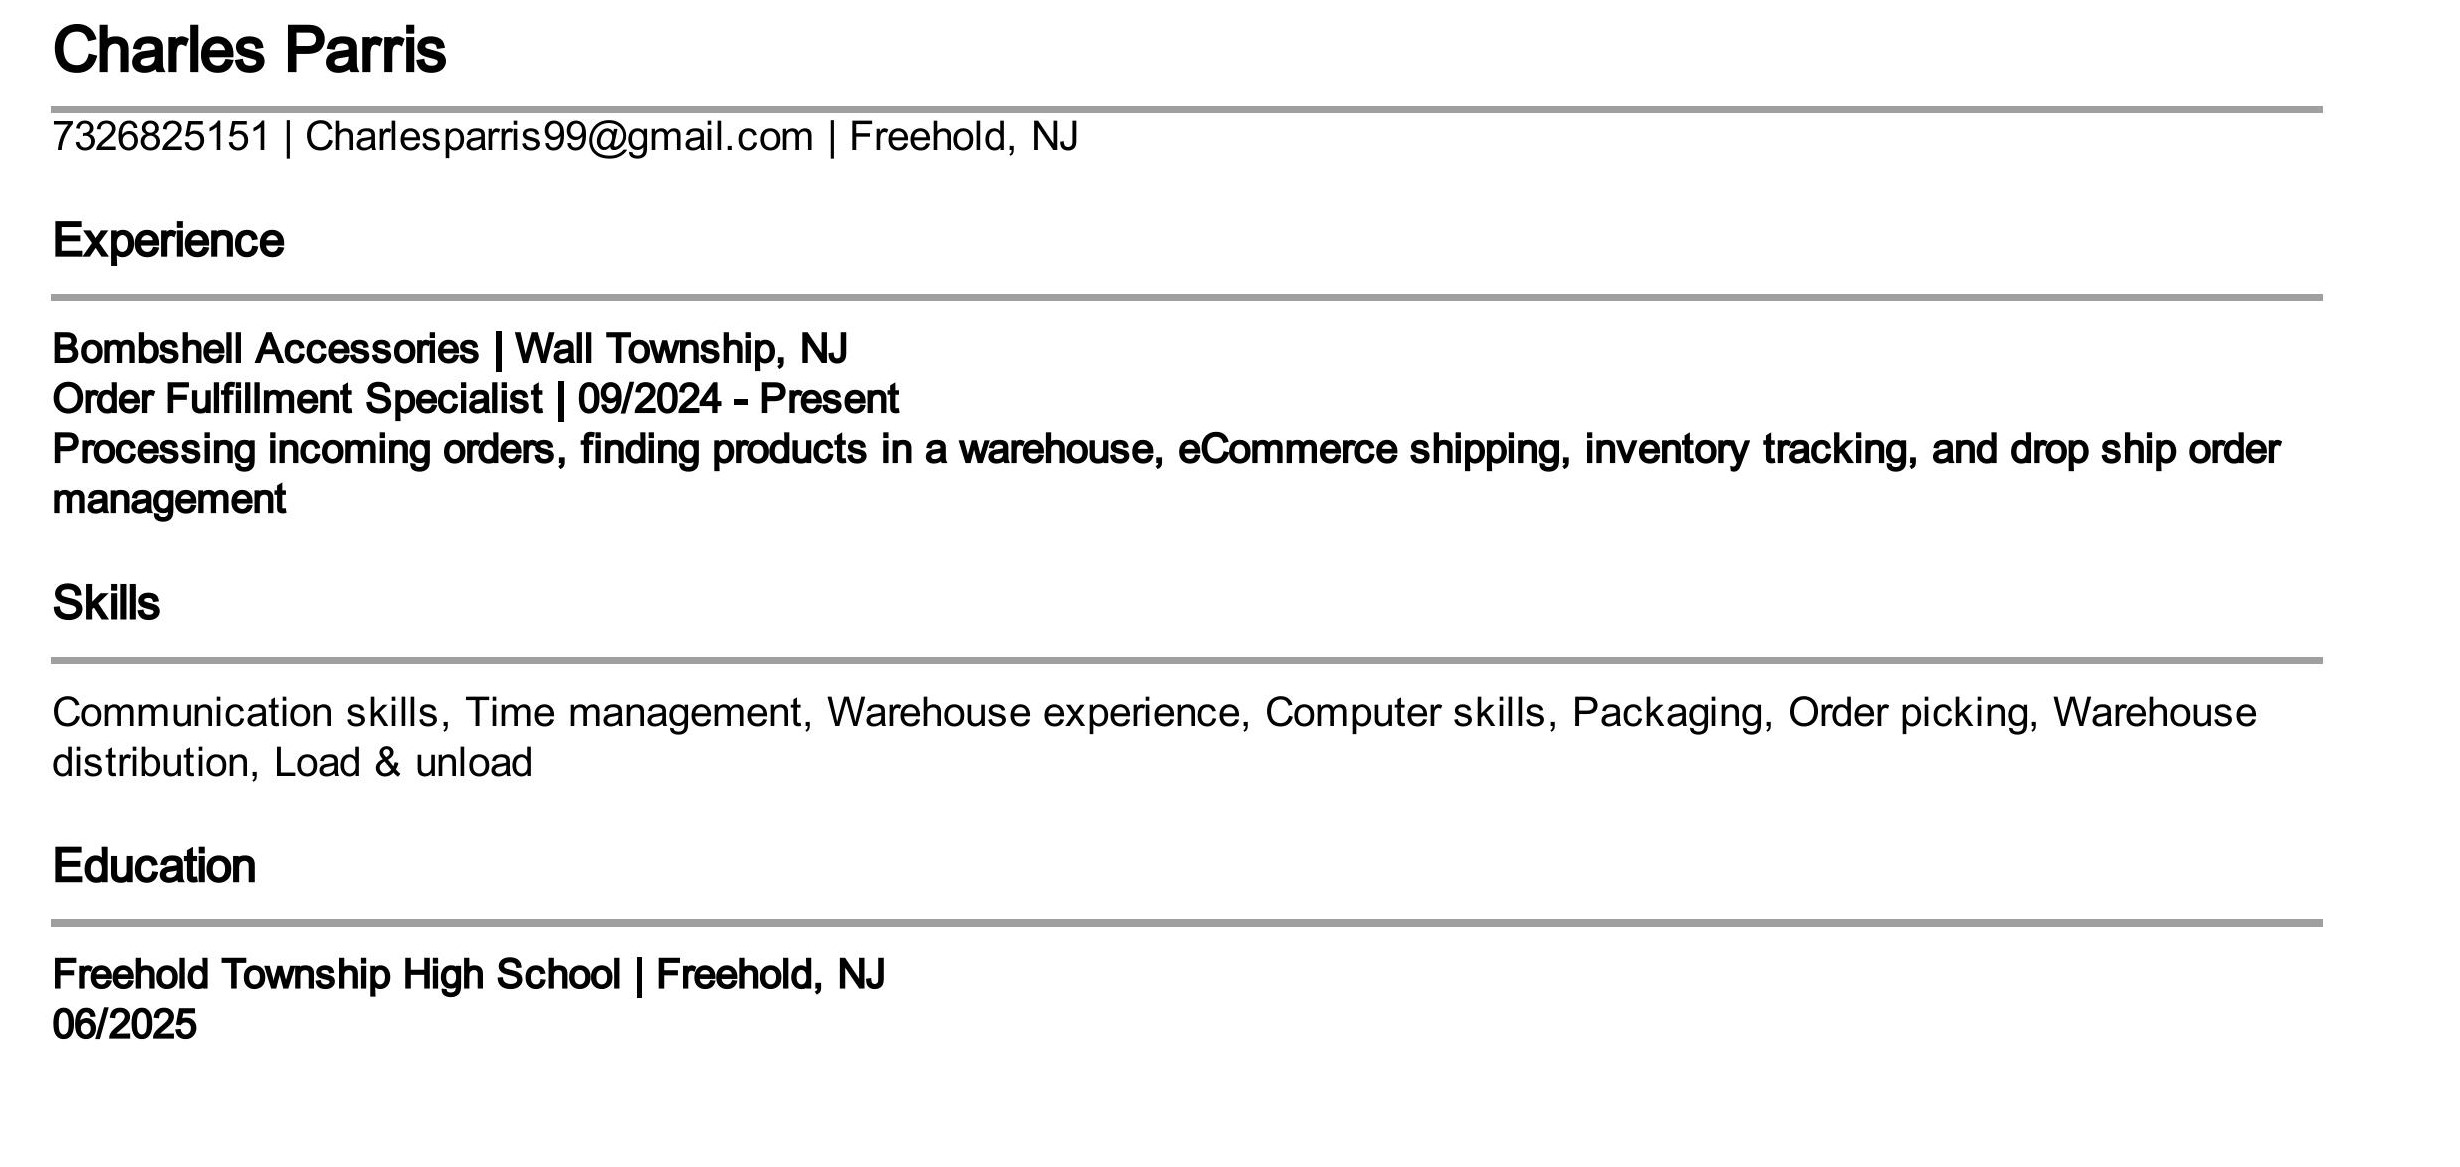 Charles Parris
7326825151 | Charlesparris99@gmail.com | Freehold, NJ
Experience
Bombshell Accessories | Wall Township, NJ
Order Fulfillment Specialist | 09/2024 - Present
Processing incoming orders, finding products in a warehouse, eCommerce shipping, inventory tracking, and drop ship order
management
Skills
Communication skills, Time management, Warehouse experience, Computer skills, Packaging, Order picking, Warehouse
distribution, Load & unload
Education
Freehold Township High School | Freehold, NJ
06/2025